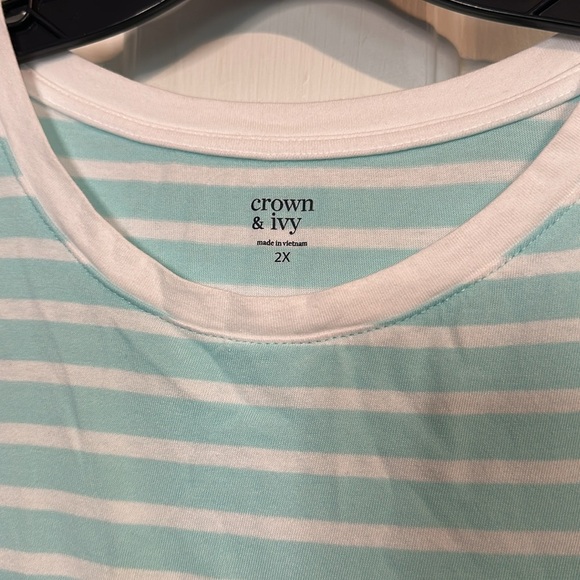 crown
& ivy
made in vietnam
2X